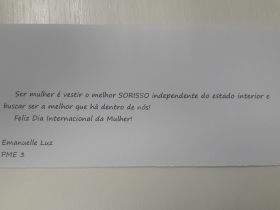 Ser mulher é vestir o melhor SORISSO independente do estado interior e
buscar ser a melhor que há dentro de nós!
Feliz Dia Internacional da Mulher!
Emanuelle Luz
PME 3